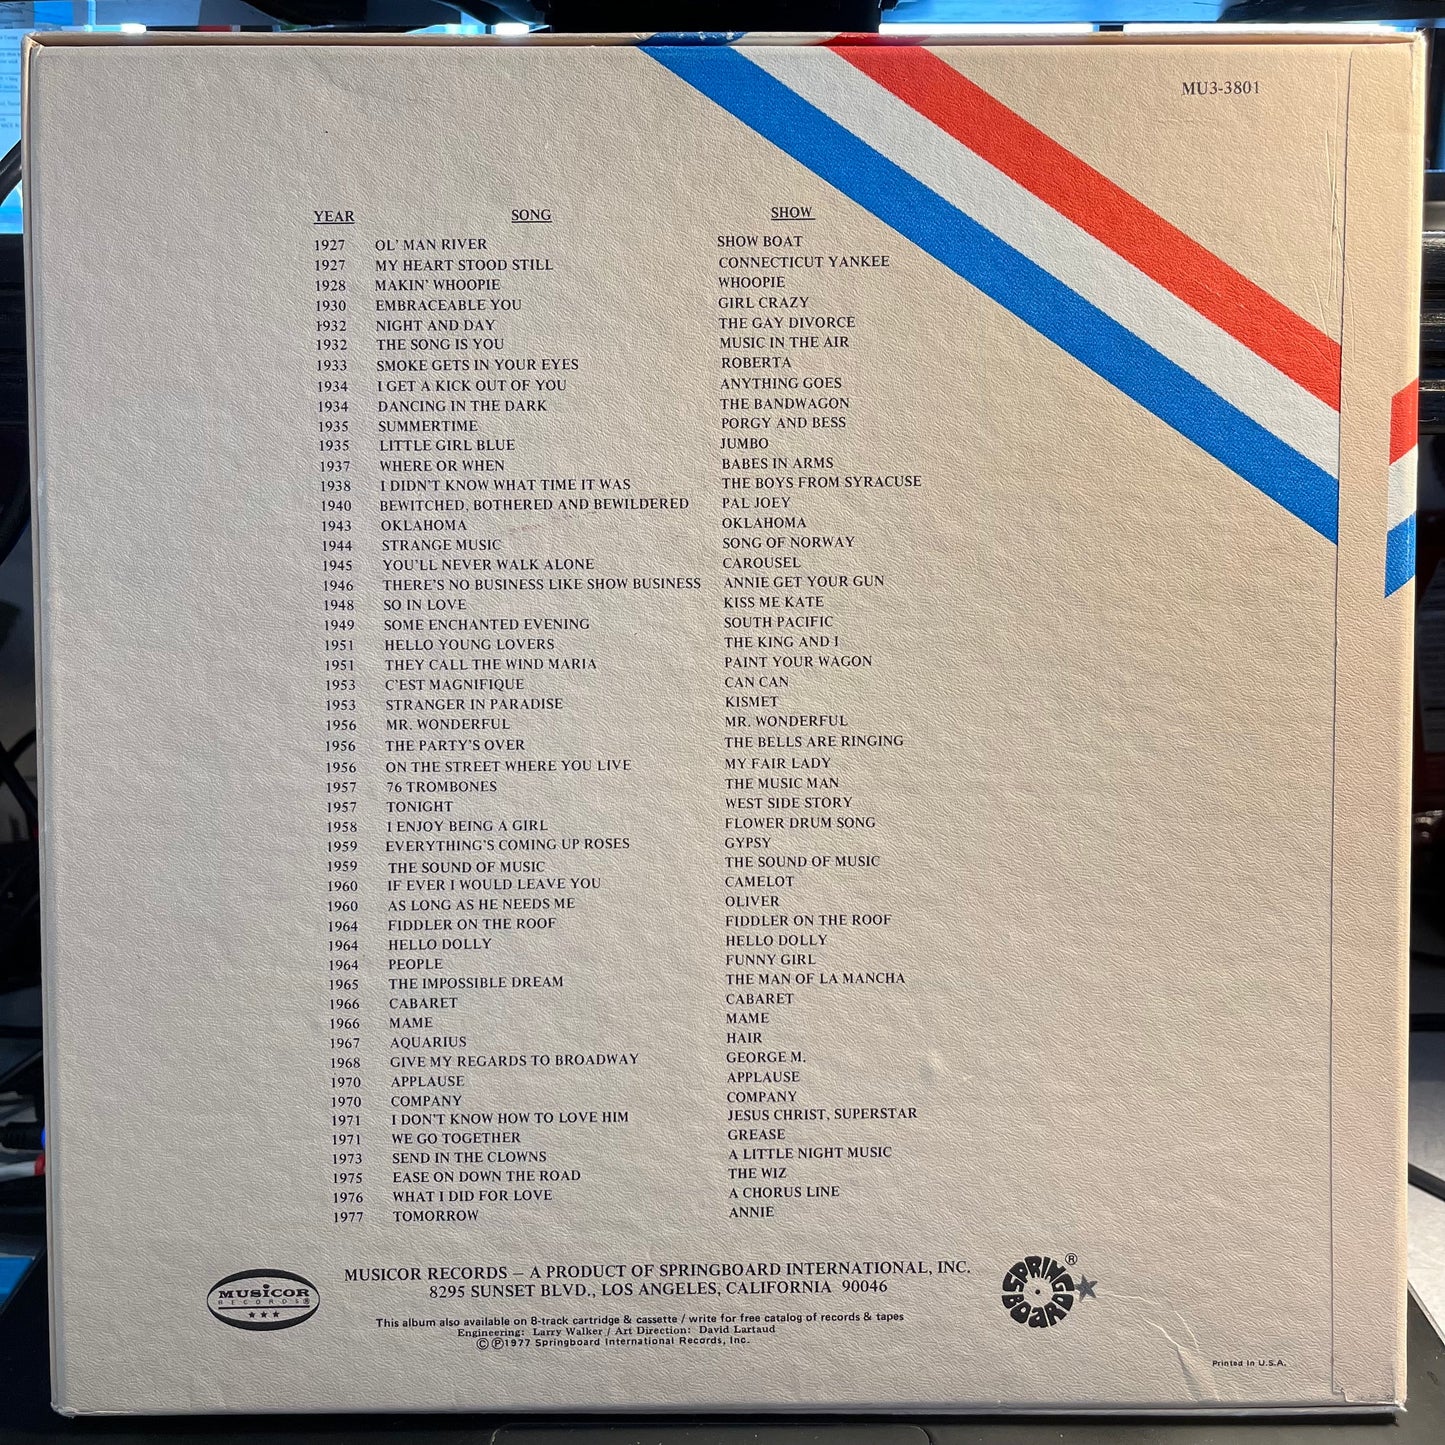 MU3-3801
YEAR SONG SHOW
1927 OL' MAN RIVER SHOW BOAT
1927 MY HEART STOOD STILL CONNECTICUT YANKEE
1928 MAKIN' WHOOPIE WHOOPIE
1930 EMBRACEABLE YOU GIRL CRAZY
1932 NIGHT AND DAY THE GAY DIVORCE
1932 THE SONG IS YOU MUSIC IN THE AIR
1933 SMOKE GETS IN YOUR EYES ROBERTA
1934 I GET A KICK OUT OF YOU ANYTHING GOES
1934 DANCING IN THE DARK THE BANDWAGON
1935 SUMMERTIME PORGY AND BESS
1935 LITTLE GIRL BLUE JUMBO
1937 WHERE OR WHEN BABES IN ARMS
1938 I DIDN'T KNOW WHAT TIME IT WAS THE BOYS FROM SYRACUSE
1940 BEWITCHED, BOTHERED AND BEWILDERED PAL JOEY
1943 OKLAHOMA OKLAHOMA
1944 STRANGE MUSIC SONG OF NORWAY
1945 YOU'LL NEVER WALK ALONE CAROUSEL
1946 THERE'S NO BUSINESS LIKE SHOW BUSINESS ANNIE GET YOUR GUN
1948 SO IN LOVE KISS ME KATE
1949 SOME ENCHANTED EVENING SOUTH PACIFIC
1951 HELLO YOUNG LOVERS THE KING AND I
1951 THEY CALL THE WIND MARIA PAINT YOUR WAGON
1953 C'EST MAGNIFIQUE CAN CAN
1953 STRANGER IN PARADISE KISMET
1956 MR. WONDERFUL MR. WONDERFUL
1956 THE PARTY'S OVER THE BELLS ARE RINGING
1956 ON THE STREET WHERE YOU LIVE MY FAIR LADY
1957 76 TROMBONES THE MUSIC MAN
1957 TONIGHT WEST SIDE STORY
1958 I ENJOY BEING A GIRL FLOWER DRUM SONG
1959 EVERYTHING'S COMING UP ROSES GYPSY
1959 THE SOUND OF MUSIC THE SOUND OF MUSIC
1960 IF EVER I WOULD LEAVE YOU CAMELOT
1960 AS LONG AS HE NEEDS ME OLIVER
1964 FIDDLER ON THE ROOF FIDDLER ON THE ROOF
1964 HELLO DOLLY HELLO DOLLY
1964 PEOPLE FUNNY GIRL
1965 THE IMPOSSIBLE DREAM THE MAN OF LA MANCHA
1966 CABARET CABARET
1966 MAME MAME
1967 AQUARIUS HAIR
1968 GIVE MY REGARDS TO BROADWAY GEORGE M.
1970 APPLAUSE APPLAUSE
1970 COMPANY COMPANY
1971 I DON'T KNOW HOW TO LOVE HIM JESUS CHRIST, SUPERSTAR
1971 WE GO TOGETHER GREASE
1973 SEND IN THE CLOWNS A LITTLE NIGHT MUSIC
1975 EASE ON DOWN THE ROAD THE WIZ
1976 WHAT I DID FOR LOVE A CHORUS LINE
1977 TOMORROW ANNIE
MUSICOR RECORDS®
MUSICOR RECORDS – A PRODUCT OF SPRINGBOARD INTERNATIONAL, INC.
8295 SUNSET BLVD., LOS ANGELES, CALIFORNIA 90046
SPRINGBOARD ®
This album also available on 8-track cartridge & cassette / write for free catalog of records & tapes
Engineering: Larry Walker / Art Direction: David Lartaud
©℗1977 Springboard International Records, Inc.
Printed in U.S.A.